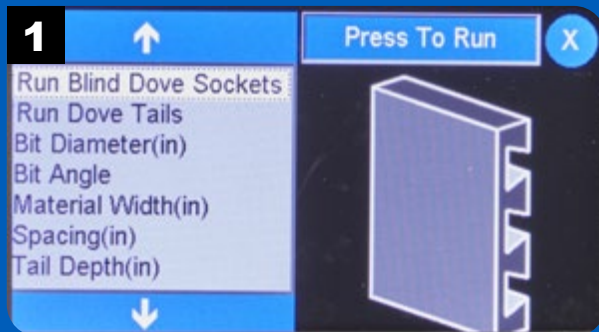 1
Press To Run
X
Run Blind Dove Sockets
Run Dove Tails
Bit Diameter(in)
Bit Angle
Material Width(in)
Spacing(in)
Tail Depth(in)